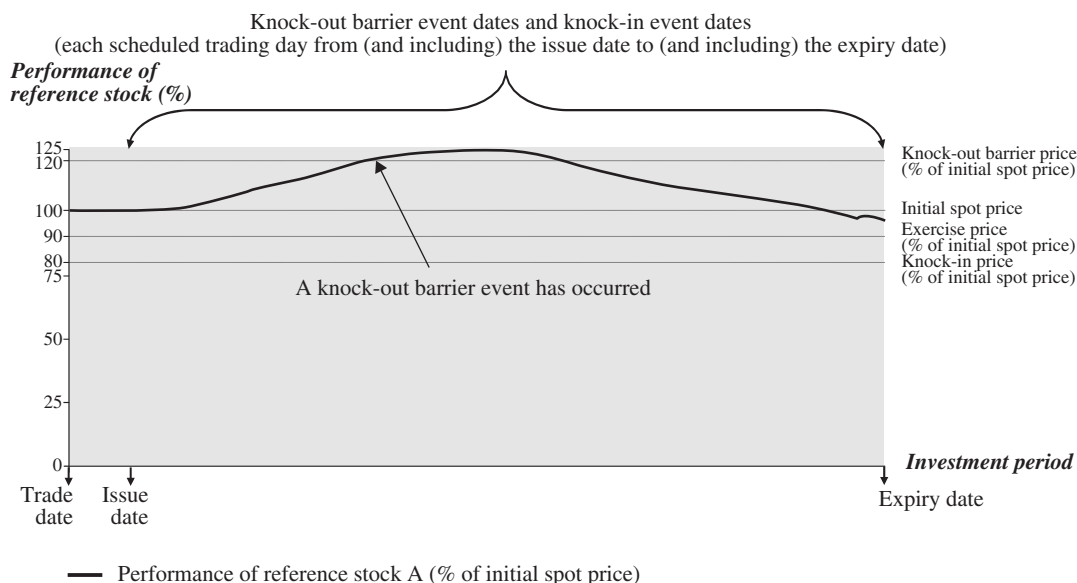 Knock-out barrier event dates and knock-in event dates
(each scheduled trading day from (and including) the issue date to (and including) the expiry date)
Performance of
reference stock (%)
125
120
100
90
80
75
50
25
0
Knock-out barrier price
(% of initial spot price)
Initial spot price
Exercise price
(% of initial spot price)
Knock-in price
(% of initial spot price)
A knock-out barrier event has occurred
Investment period
Trade
date
Issue
date
Expiry date
Performance of reference stock A (% of initial spot price)